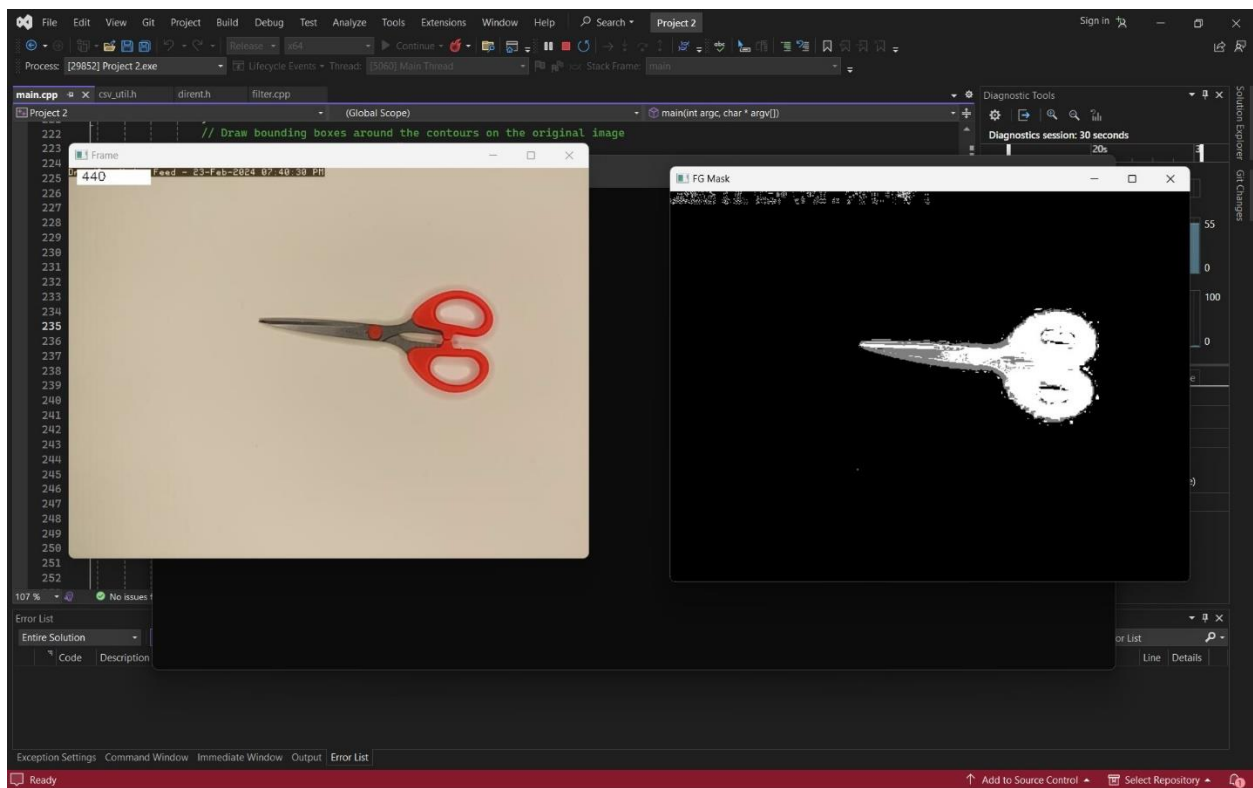 File Edit View Git Project Build Debug Test Analyze Tools Extensions Window Help Search Project 2 Sign in
Release x64 Continue
Process: [29852] Project 2.exe Lifecycle Events Thread: [5060] Main Thread Stack Frame: main
main.cpp csv_util.h dirent.h filter.cpp
Project 2 (Global Scope) main(int argc, char * argv[])
Diagnostic Tools
Diagnostics session: 30 seconds
20s
3
Solution Explorer
Git Changes
222 // Draw bounding boxes around the contours on the original image
223
224
225
226
227
228
229
230
231
232
233
234
235
236
237
238
239
240
241
242
243
244
245
246
247
248
249
250
251
252
Frame
Feed - 23-Feb-2024 07:40:30 PM
440
FG Mask
55
0
100
0
107 % No issues
Error List
Entire Solution
Code Description
or List
Line Details
Exception Settings Command Window Immediate Window Output Error List
Ready Add to Source Control Select Repository 1